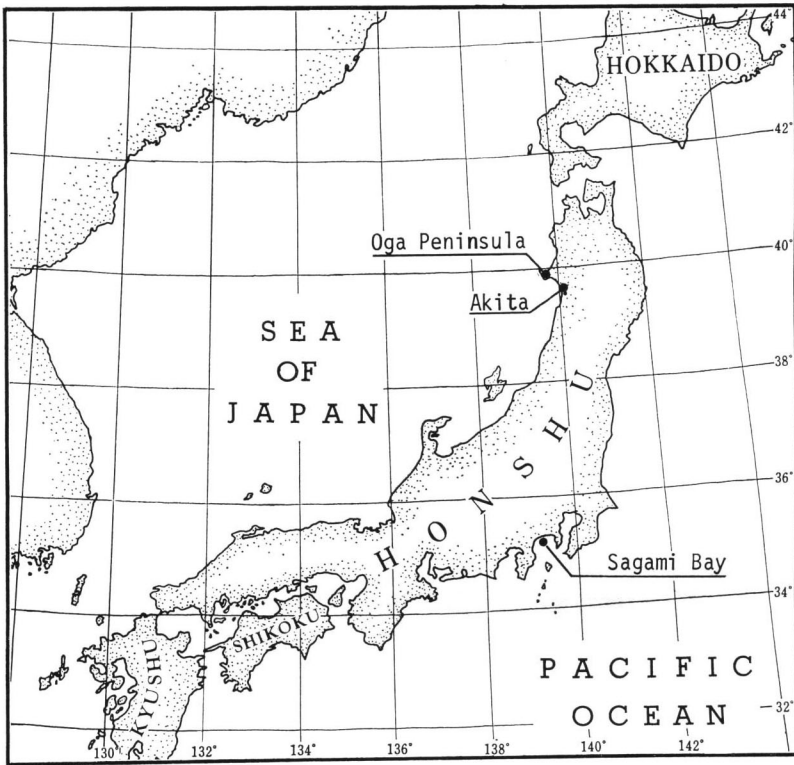 44°
HOKKAIDO
42°
Oga Peninsula
40°
Akita
SEA
OF
JAPAN
38°
HONSHU
36°
Sagami Bay
34°
SHIKOKU
KYUSHU
PACIFIC
OCEAN
32°
130°
132°
134°
136°
138°
140°
142°